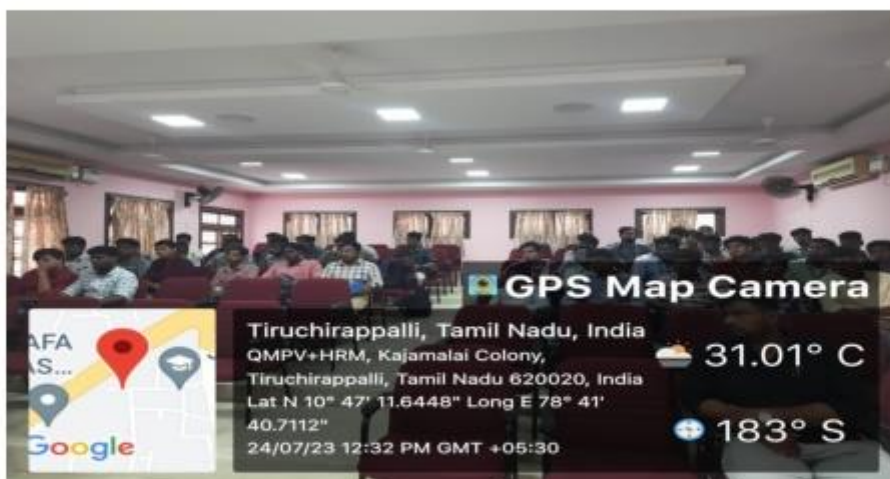 GPS Map Camera
AFA
AS...
Google
Tiruchirappalli, Tamil Nadu, India
QMPV+HRM, Kajamalai Colony,
Tiruchirappalli, Tamil Nadu 620020, India
Lat N 10° 47' 11.6448" Long E 78° 41'
40.7112"
24/07/23 12:32 PM GMT +05:30
31.01° C
183° S